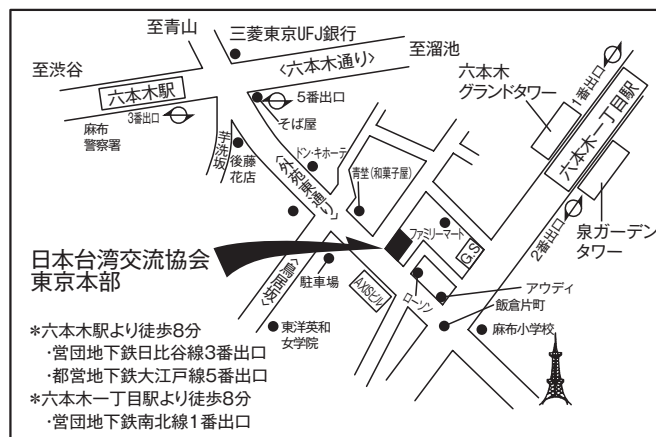 至青山
三菱東京UFJ銀行
至渋谷
〈六本木通り〉
至溜池
六本木駅
3番出口
麻布
警察署
5番出口
そば屋
芋洗坂
後藤
花店
ドン・キホーテ
〈外苑東通り〉
青埜(和菓子屋)
六本木
グランドタワー
1番出口
六本木一丁目駅
泉ガーデン
タワー
2番出口
ファミリーマート
G.S
日本台湾交流協会
東京本部
〈鳥居坂〉
駐車場
AXISビル
ローソン
アウディ
飯倉片町
麻布小学校
東洋英和
女学院
*六本木駅より徒歩8分
・営団地下鉄日比谷線3番出口
・都営地下鉄大江戸線5番出口
*六本木一丁目駅より徒歩8分
・営団地下鉄南北線1番出口